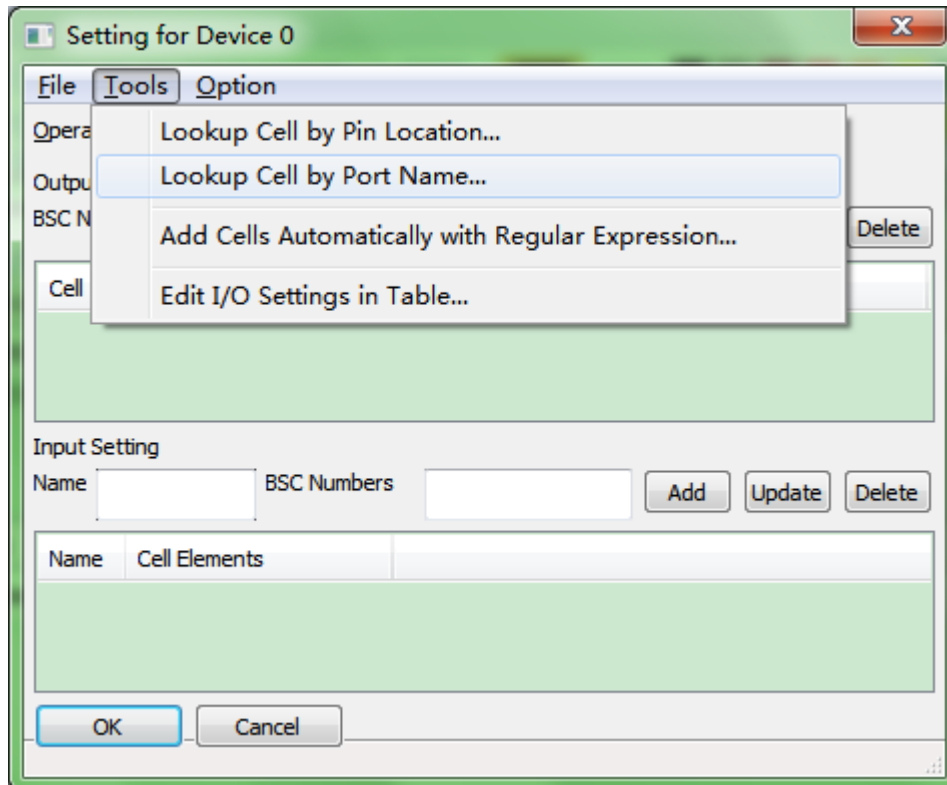 Setting for Device 0
File Tools Option
Lookup Cell by Pin Location...
Lookup Cell by Port Name...
Add Cells Automatically with Regular Expression...
Edit I/O Settings in Table...
BSC
Delete
Cell
Input Setting
Name BSC Numbers Add Update Delete
Name Cell Elements
OK Cancel